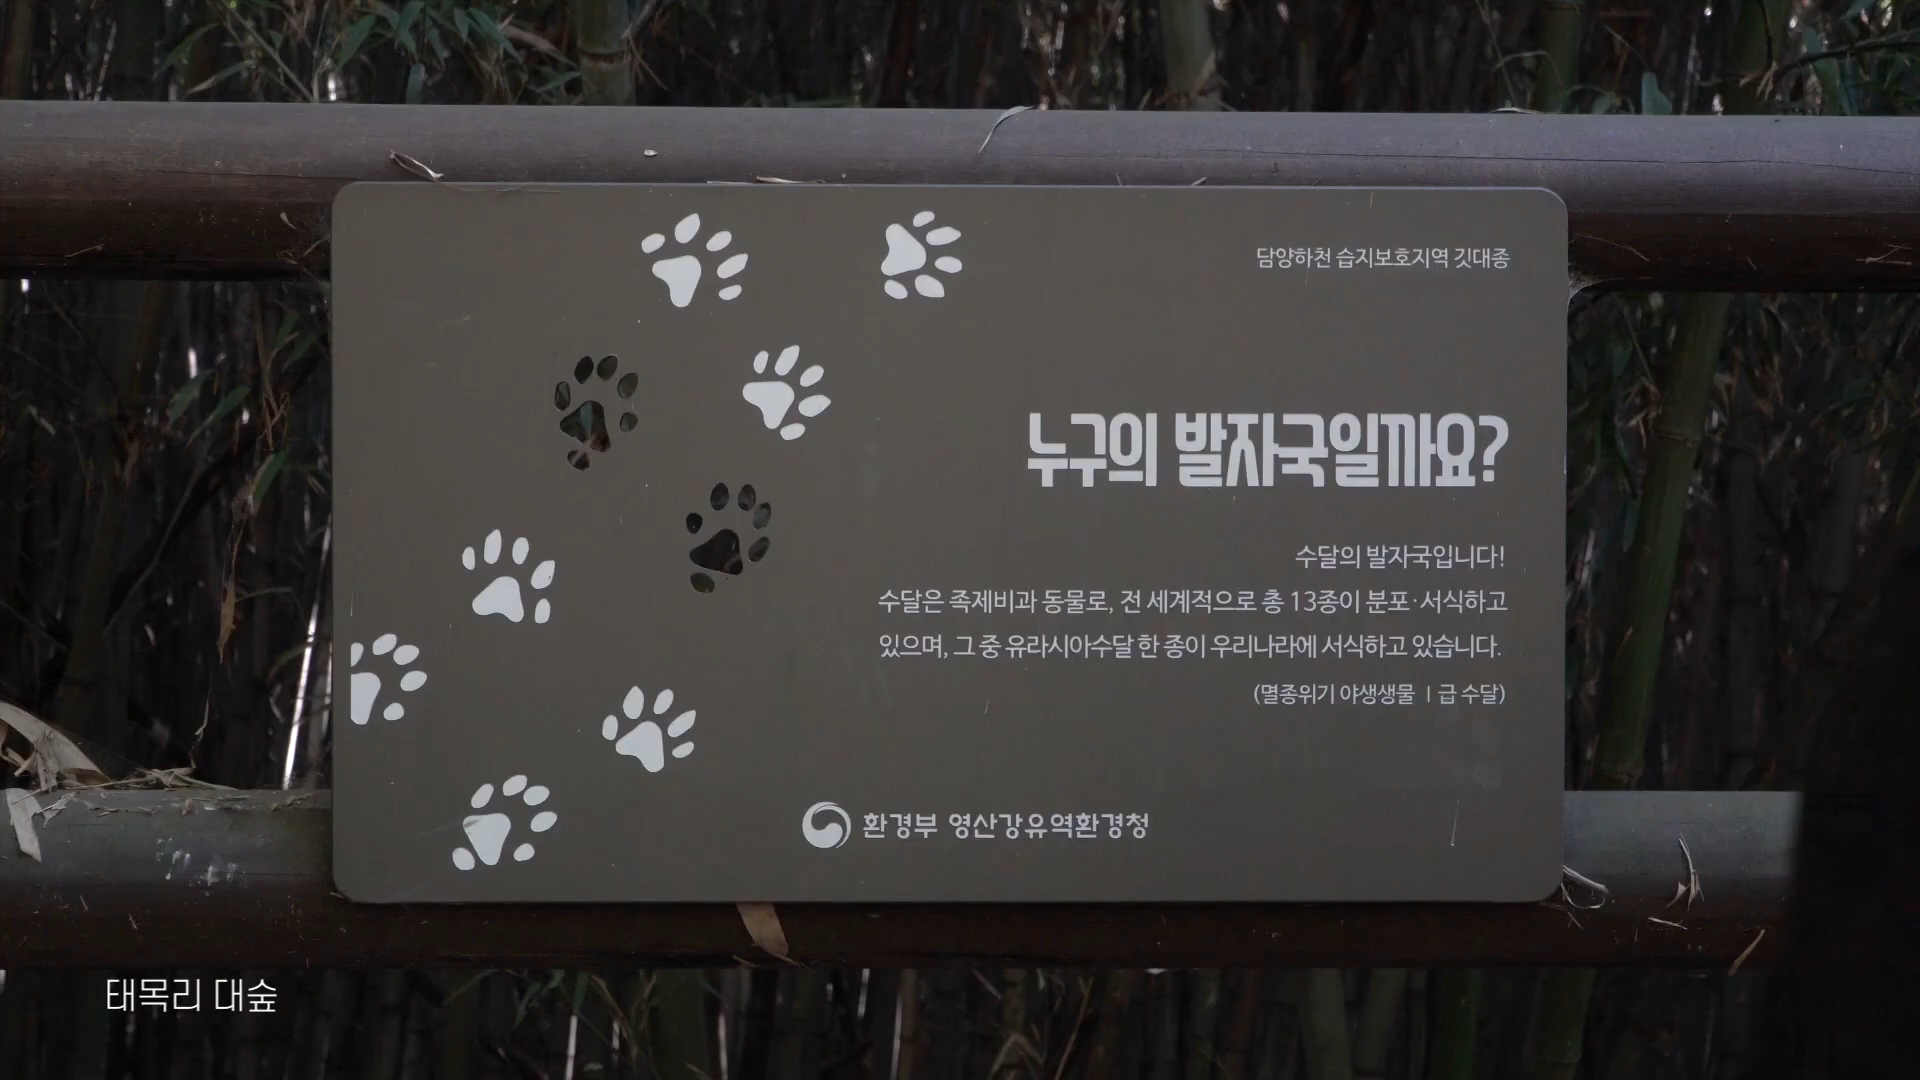 담양하천 습지보호지역 깃대종
누구의 발자국일까요?
수달의 발자국입니다!
수달은 족제비과 동물로, 전 세계적으로 총 13종이 분포·서식하고
있으며, 그 중 유라시아수달 한 종이 우리나라에 서식하고 있습니다.
(멸종위기 야생생물 Ⅰ급 수달)
환경부 영산강유역환경청
태목리 대숲